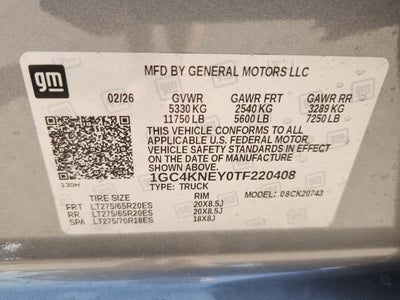 gm
MFD BY GENERAL MOTORS LLC
02/26 GVWR GAWR FRT GAWR RR
5330 KG 2540 KG 3289 KG
11750 LB 5600 LB 7250 LB
THIS VEHICLE CONFORMS TO ALL
APPLICABLE U.S. FEDERAL MOTOR
VEHICLE SAFETY STANDARDS IN
EFFECT ON THE DATE OF MANUFACTURE
SHOWN ABOVE.
1GC4KNEY0TF220408
130H TYPE: TRUCK MODEL: 08CK20743
TIRE SIZE RIM
FRT LT275/65R20ES 20X8.5J
RR LT275/65R20ES 20X8.5J
SPA LT275/70R18ES 18X8J